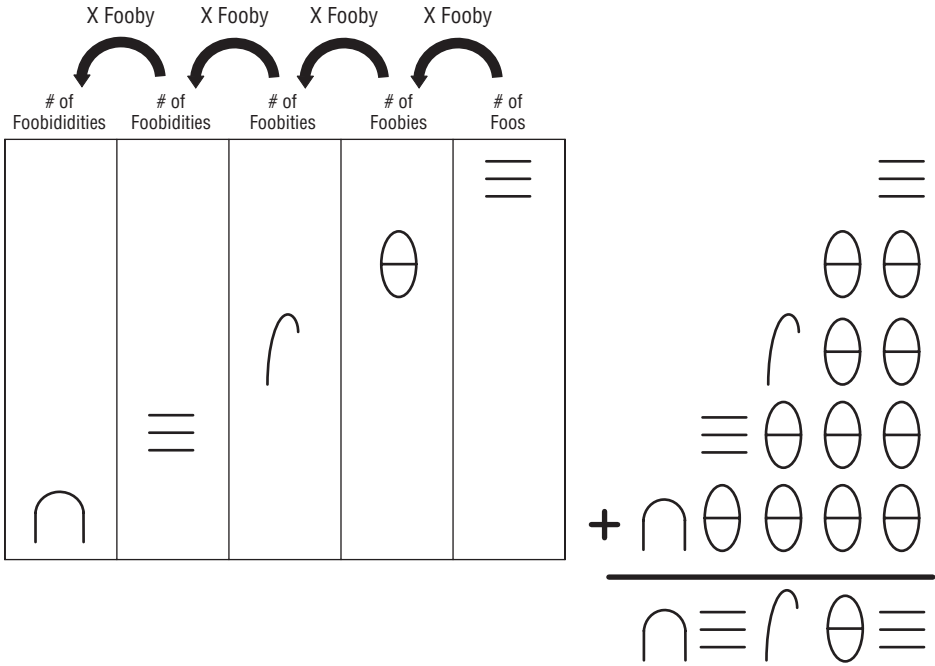 X Fooby X Fooby X Fooby X Fooby
# of # of # of # of # of
Foobididities Foobidities Foobities Foobies Foos
+